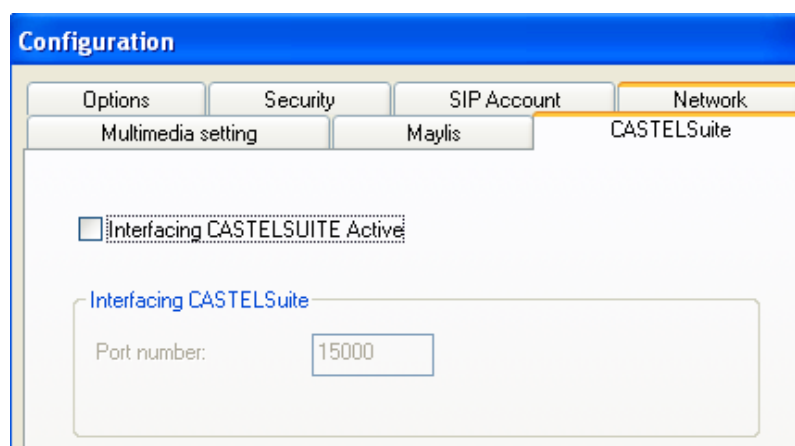 Configuration
Options Security SIP Account Network
Multimedia setting Maylis CASTELSuite
Interfacing CASTELSUITE Active
Interfacing CASTELSuite
Port number: 15000